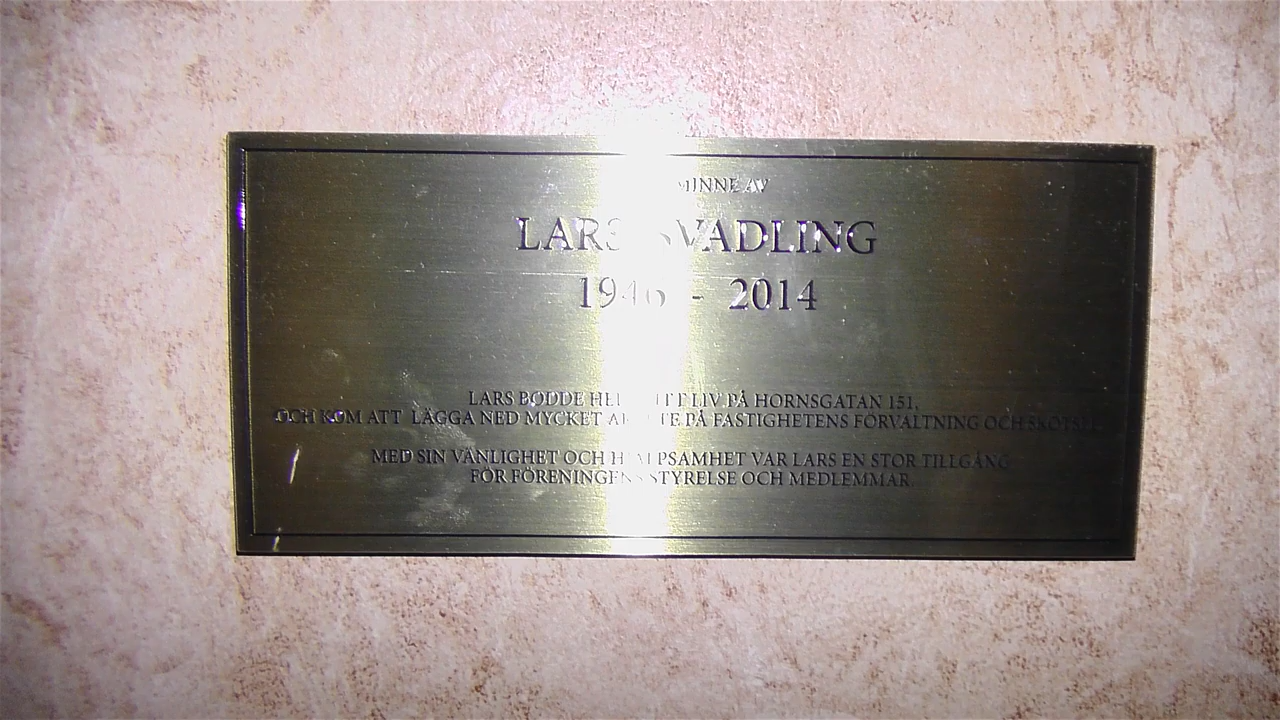 MINNE AV
LARS SVADLING
1946 - 2014
LARS BODDE HELA SITT LIV PÅ HORNSGATAN 151,
OCH KOM ATT LÄGGA NED MYCKET ARBETE PÅ FASTIGHETENS FÖRVALTNING OCH SKÖTSEL.
MED SIN VÄNLIGHET OCH HJÄLPSAMHET VAR LARS EN STOR TILLGÅNG
FÖR FÖRENINGENS STYRELSE OCH MEDLEMMAR.